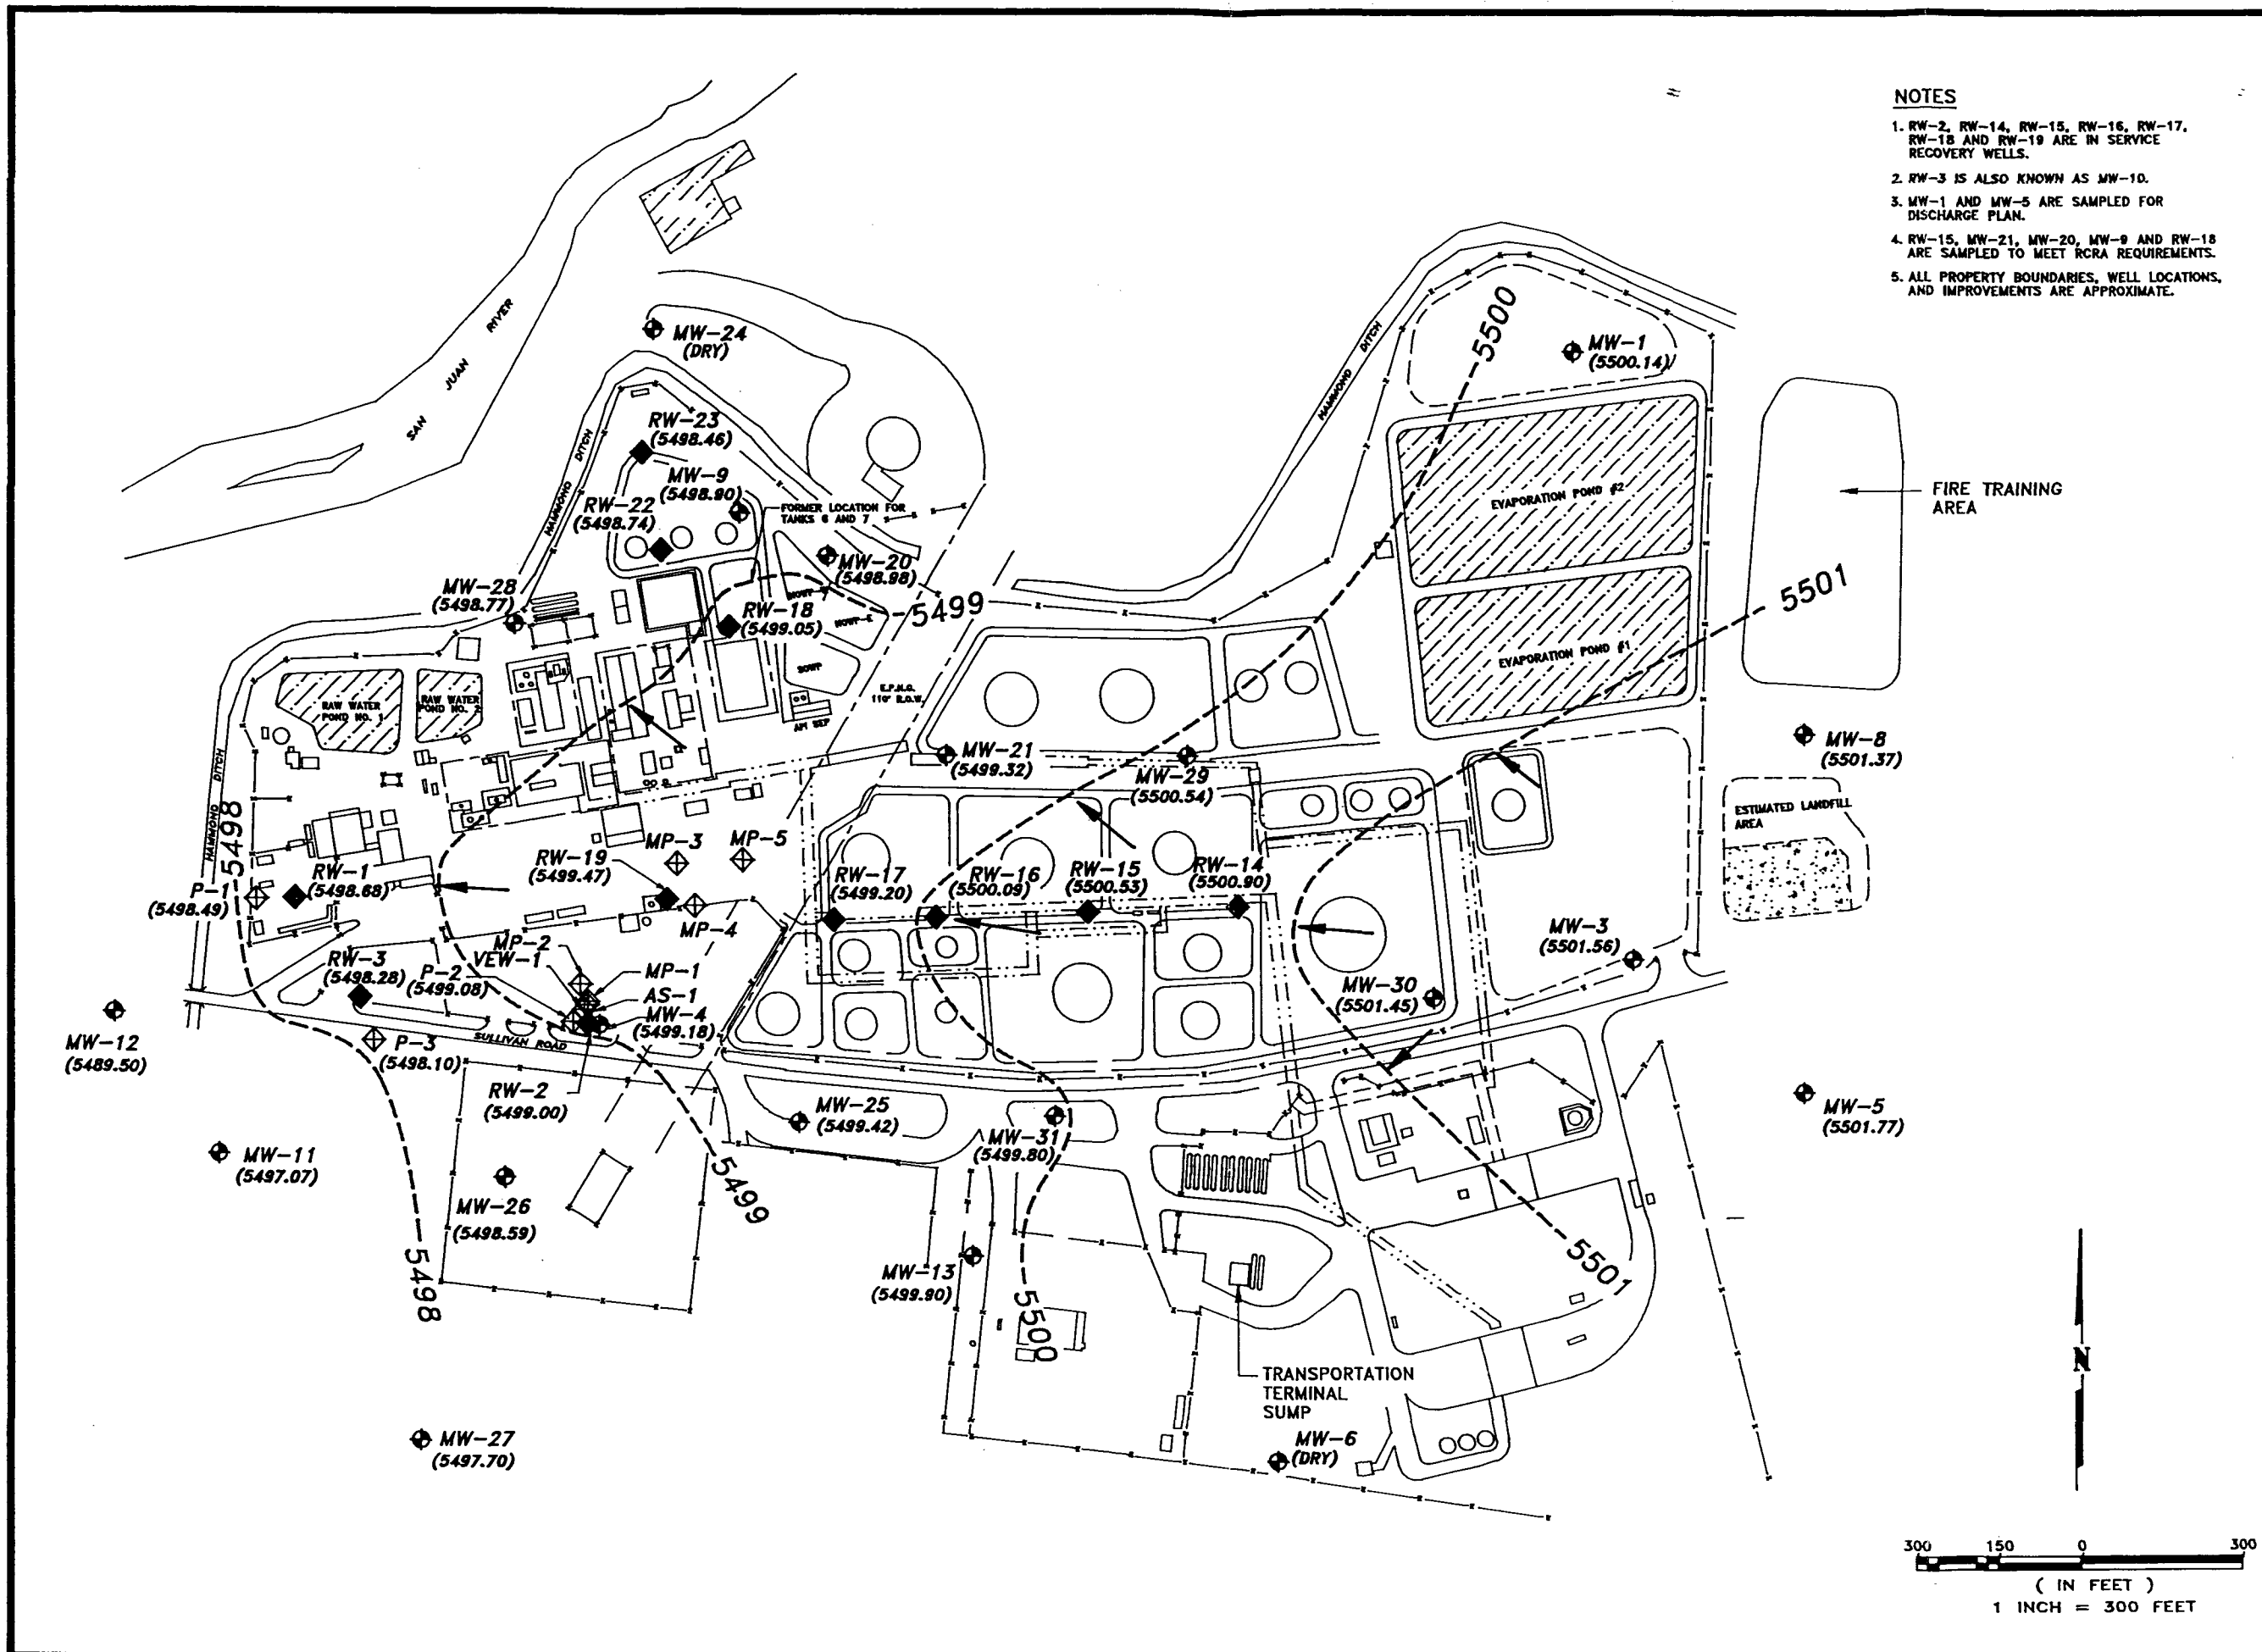 NOTES
1. RW-2, RW-14, RW-15, RW-16, RW-17,
RW-18 AND RW-19 ARE IN SERVICE
RECOVERY WELLS.
2. RW-3 IS ALSO KNOWN AS MW-10.
3. MW-1 AND MW-5 ARE SAMPLED FOR
DISCHARGE PLAN.
4. RW-15, MW-21, MW-20, MW-9 AND RW-18
ARE SAMPLED TO MEET RCRA REQUIREMENTS.
5. ALL PROPERTY BOUNDARIES, WELL LOCATIONS,
AND IMPROVEMENTS ARE APPROXIMATE.
SAN JUAN RIVER
MW-24
(DRY)
HAMMOND DITCH
5500
MW-1
(5500.14)
RW-23
(5498.46)
HAMMOND DITCH
MW-9
(5498.90)
RW-22
(5498.74)
FORMER LOCATION FOR
TANKS 6 AND 7
EVAPORATION POND #2
FIRE TRAINING
AREA
MW-20
(5498.98)
MW-28
(5498.77)
RW-18
(5499.05)
NOWP-E
5499
5501
EVAPORATION POND #1
SOWP
E.P.N.G.
110' R.O.W.
API SEP
RAW WATER
POND NO. 1
RAW WATER
POND NO. 2
MW-21
(5499.32)
MW-29
(5500.54)
MW-8
(5501.37)
ESTIMATED LANDFILL
AREA
HAMMOND DITCH
5498
MP-3
MP-5
RW-19
(5499.47)
RW-1
(5498.68)
P-1
(5498.49)
RW-17
(5499.20)
RW-16
(5500.09)
RW-15
(5500.53)
RW-14
(5500.90)
MP-4
MW-3
(5501.56)
MP-2
VEW-1
MP-1
RW-3
(5498.28)
P-2
(5499.08)
AS-1
MW-4
(5499.18)
MW-30
(5501.45)
MW-12
(5489.50)
P-3
(5498.10)
SULLIVAN ROAD
RW-2
(5499.00)
MW-25
(5499.42)
MW-31
(5499.80)
MW-5
(5501.77)
MW-11
(5497.07)
MW-26
(5498.59)
5499
5498
MW-13
(5499.90)
5500
5501
TRANSPORTATION
TERMINAL
SUMP
MW-27
(5497.70)
MW-6
(DRY)
N
300 150 0 300
( IN FEET )
1 INCH = 300 FEET